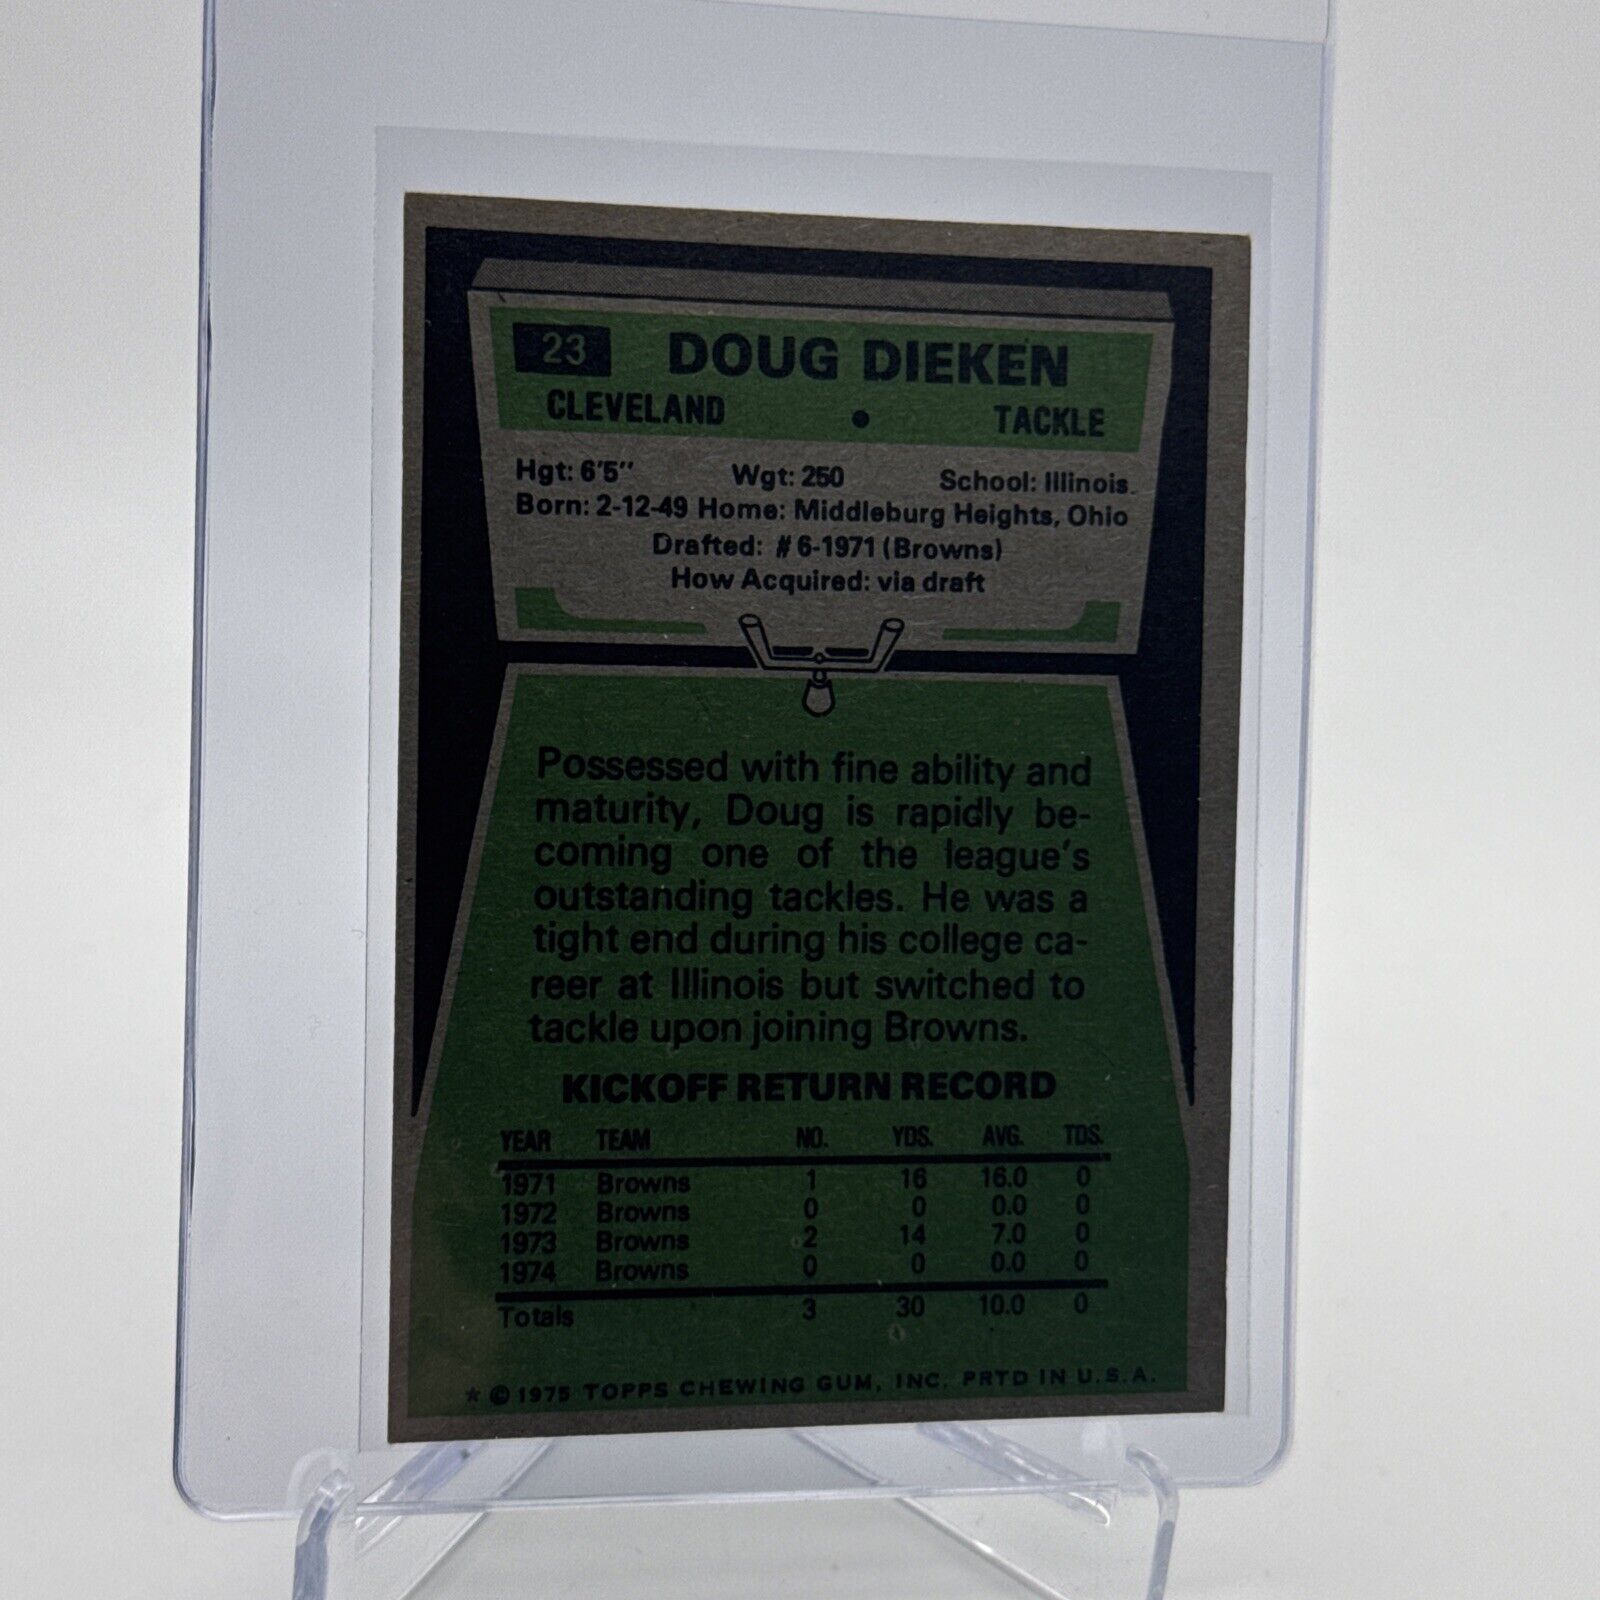 23 DOUG DIEKEN
CLEVELAND • TACKLE
Hgt: 6'5" Wgt: 250 School: Illinois
Born: 2-12-49 Home: Middleburg Heights, Ohio
Drafted: #6-1971 (Browns)
How Acquired: via draft
Possessed with fine ability and
maturity, Doug is rapidly be-
coming one of the league's
outstanding tackles. He was a
tight end during his college ca-
reer at Illinois but switched to
tackle upon joining Browns.
KICKOFF RETURN RECORD
YEAR TEAM NO. YDS. AVG. TDS.
1971 Browns 1 16 16.0 0
1972 Browns 0 0 0.0 0
1973 Browns 2 14 7.0 0
1974 Browns 0 0 0.0 0
Totals 3 30 10.0 0
* © 1975 TOPPS CHEWING GUM, INC. PRTD IN U.S.A.